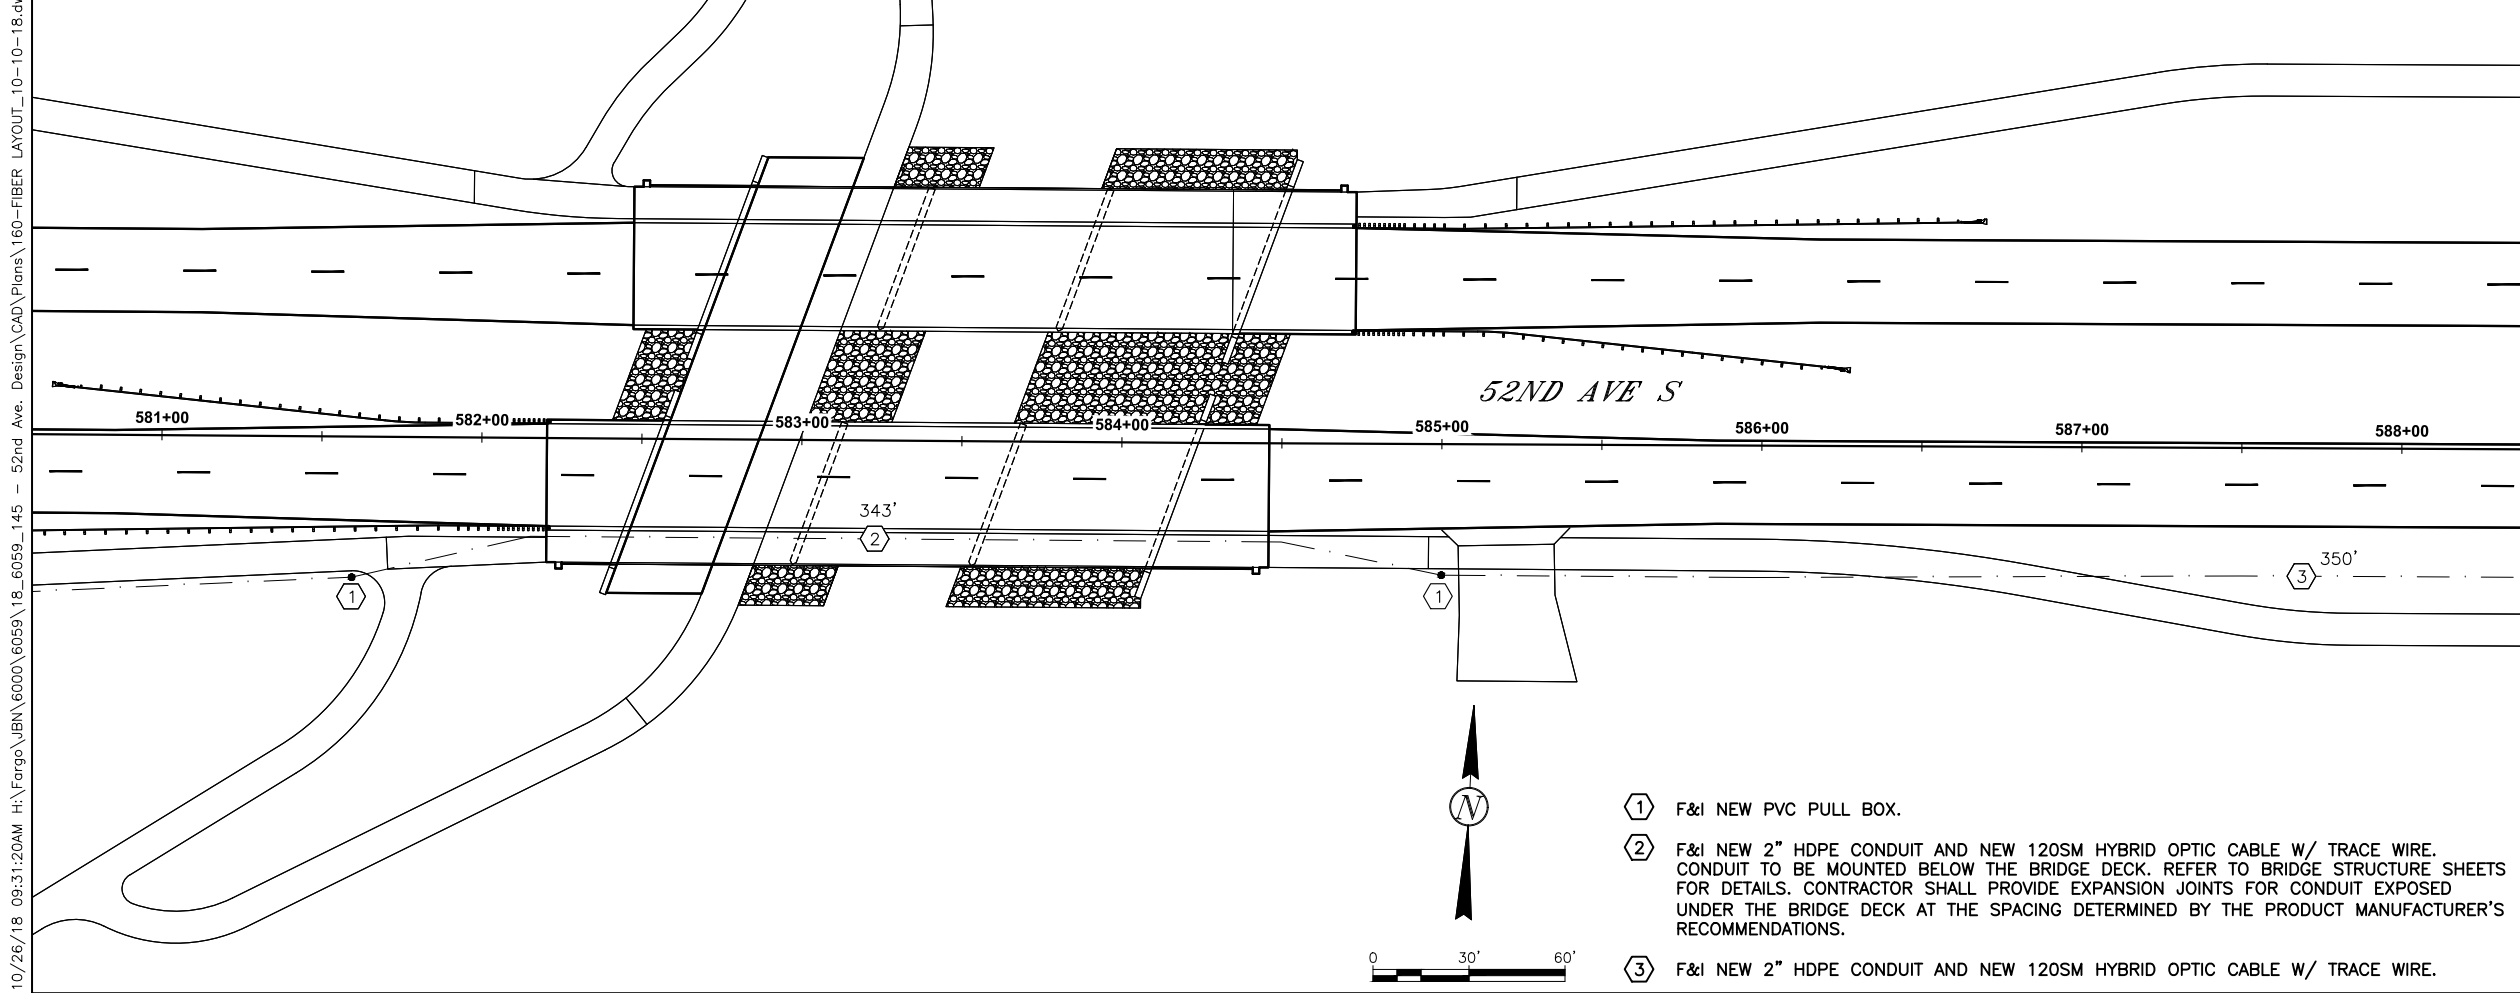 10/26/18 09:31:20AM H:\Fargo\JBN\6000\6059\18_6059_145 - 52nd Ave. Design\CAD\Plans\160-FIBER LAYOUT_10-10-18.dw
52ND AVE S
581+00 582+00 583+00 584+00 585+00 586+00 587+00 588+00
343'
2
350'
3
1
1
N
0 30' 60'
1 F&I NEW PVC PULL BOX.
2 F&I NEW 2" HDPE CONDUIT AND NEW 120SM HYBRID OPTIC CABLE W/ TRACE WIRE.
CONDUIT TO BE MOUNTED BELOW THE BRIDGE DECK. REFER TO BRIDGE STRUCTURE SHEETS
FOR DETAILS. CONTRACTOR SHALL PROVIDE EXPANSION JOINTS FOR CONDUIT EXPOSED
UNDER THE BRIDGE DECK AT THE SPACING DETERMINED BY THE PRODUCT MANUFACTURER'S
RECOMMENDATIONS.
3 F&I NEW 2" HDPE CONDUIT AND NEW 120SM HYBRID OPTIC CABLE W/ TRACE WIRE.